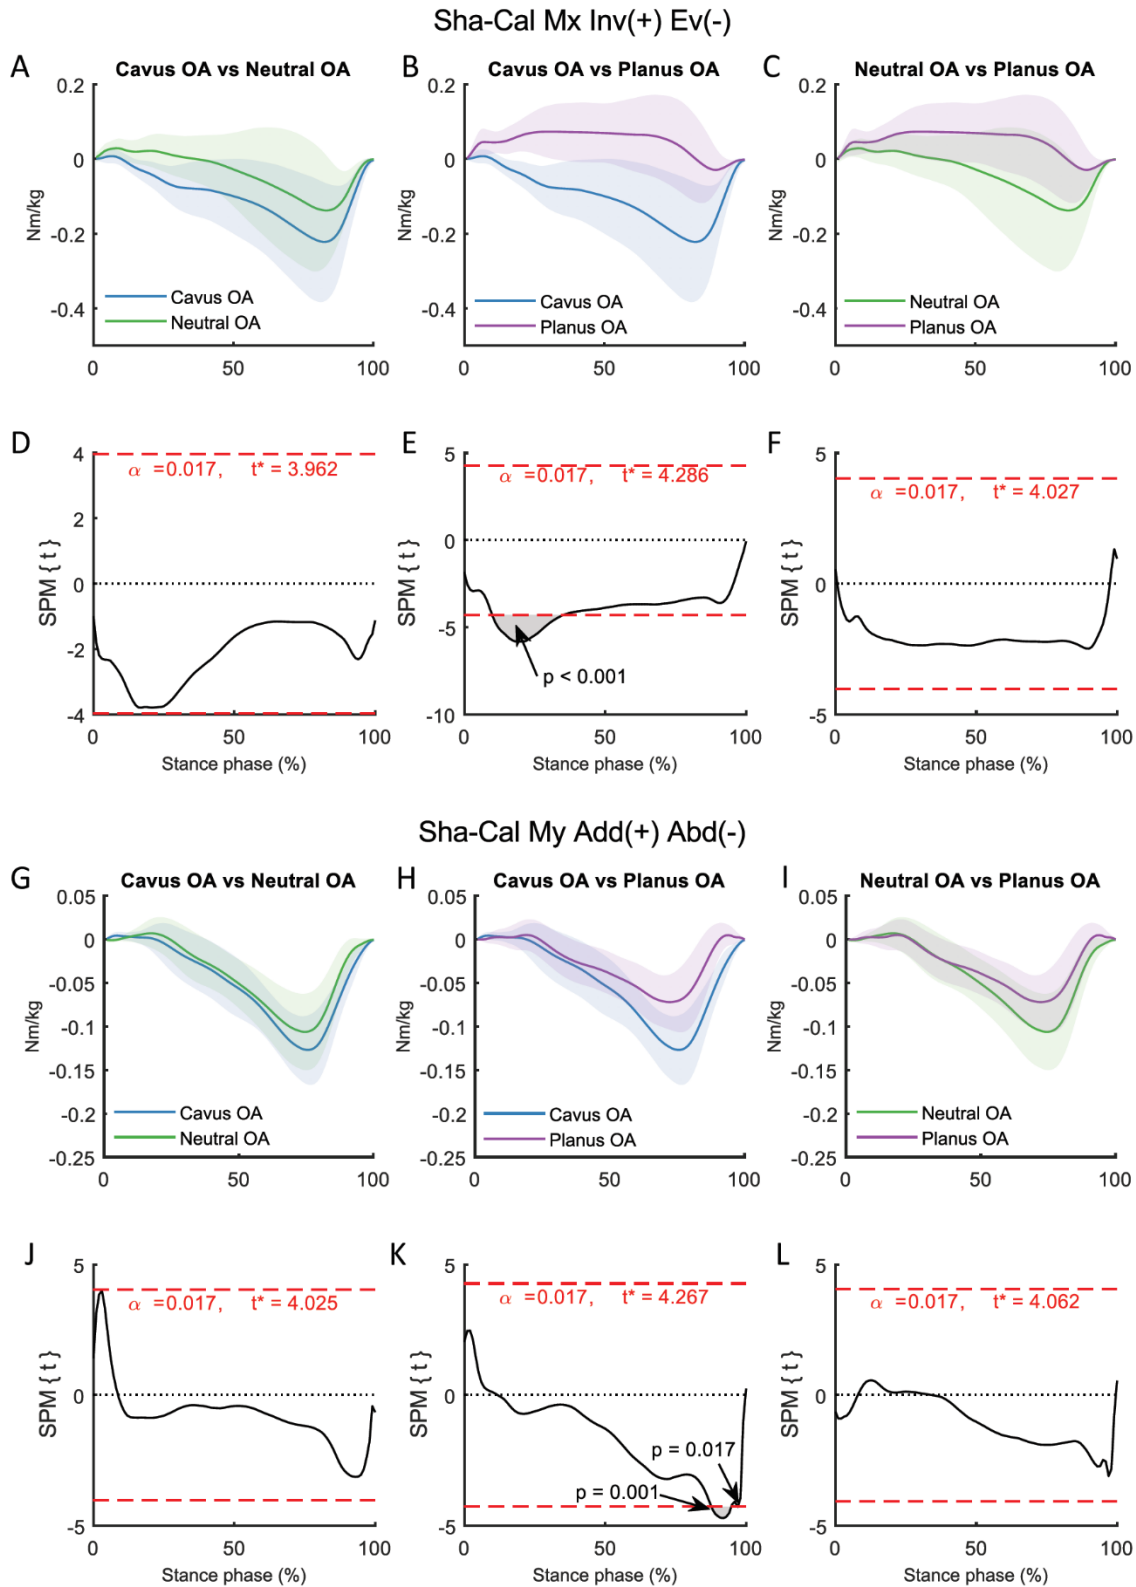 Sha-Cal Mx Inv(+) Ev(-)
A Cavus OA vs Neutral OA
B Cavus OA vs Planus OA
C Neutral OA vs Planus OA
0.2
0
-0.2
-0.4
Nm/kg
Cavus OA
Neutral OA
0 50 100
0.2
0
-0.2
-0.4
Nm/kg
Cavus OA
Planus OA
0 50 100
0.2
0
-0.2
-0.4
Nm/kg
Neutral OA
Planus OA
0 50 100
D
4
2
0
-2
-4
SPM { t }
α =0.017, t* = 3.962
0 50 100
Stance phase (%)
E
5
0
-5
-10
SPM { t }
α =0.017, t* = 4.286
p < 0.001
0 50 100
Stance phase (%)
F
5
0
-5
SPM { t }
α =0.017, t* = 4.027
0 50 100
Stance phase (%)
Sha-Cal My Add(+) Abd(-)
G Cavus OA vs Neutral OA
H Cavus OA vs Planus OA
I Neutral OA vs Planus OA
0.05
0
-0.05
-0.1
-0.15
-0.2
-0.25
Nm/kg
Cavus OA
Neutral OA
0 50 100
0.05
0
-0.05
-0.1
-0.15
-0.2
-0.25
Nm/kg
Cavus OA
Planus OA
0 50 100
0.05
0
-0.05
-0.1
-0.15
-0.2
-0.25
Nm/kg
Neutral OA
Planus OA
0 50 100
J
5
0
-5
SPM { t }
α =0.017, t* = 4.025
0 50 100
Stance phase (%)
K
5
0
-5
SPM { t }
α =0.017, t* = 4.267
p = 0.017
p = 0.001
0 50 100
Stance phase (%)
L
5
0
-5
SPM { t }
α =0.017, t* = 4.062
0 50 100
Stance phase (%)